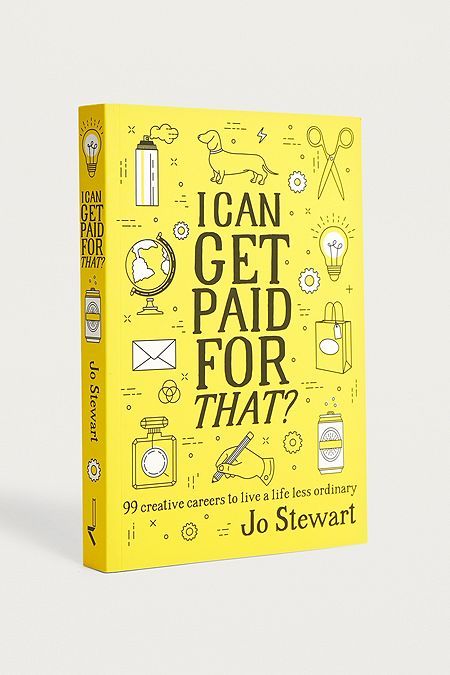 I CAN
GET
PAID
FOR
THAT?
Jo Stewart
I CAN
GET
PAID
FOR
THAT?
99 creative careers to live a life less ordinary
Jo Stewart